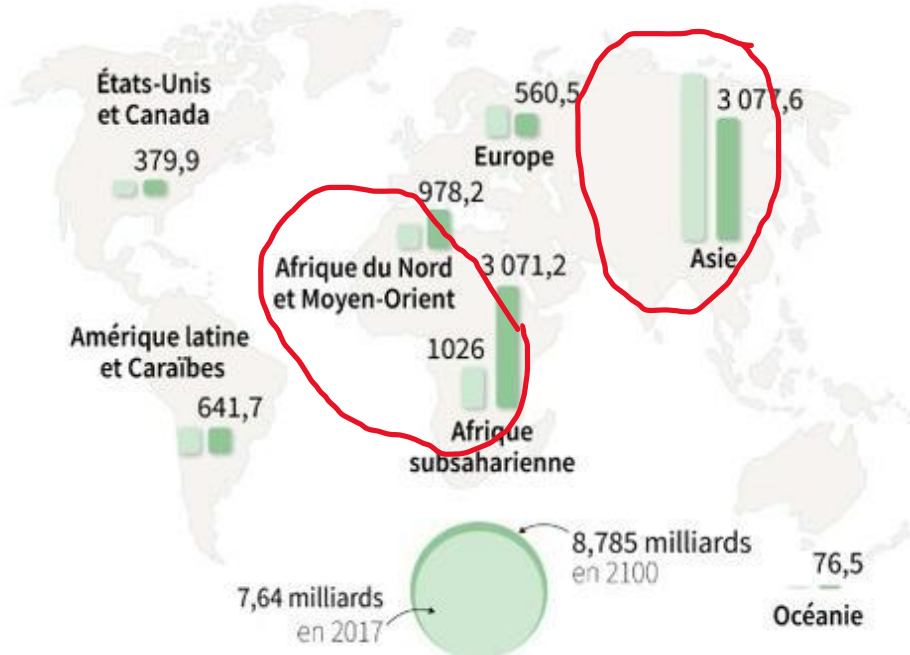 États-Unis
et Canada
379,9
560,5
Europe
3 077,6
Asie
978,2
Afrique du Nord
et Moyen-Orient
3 071,2
1026
Afrique
subsaharienne
Amérique latine
et Caraïbes
641,7
8,785 milliards
en 2100
7,64 milliards
en 2017
76,5
Océanie